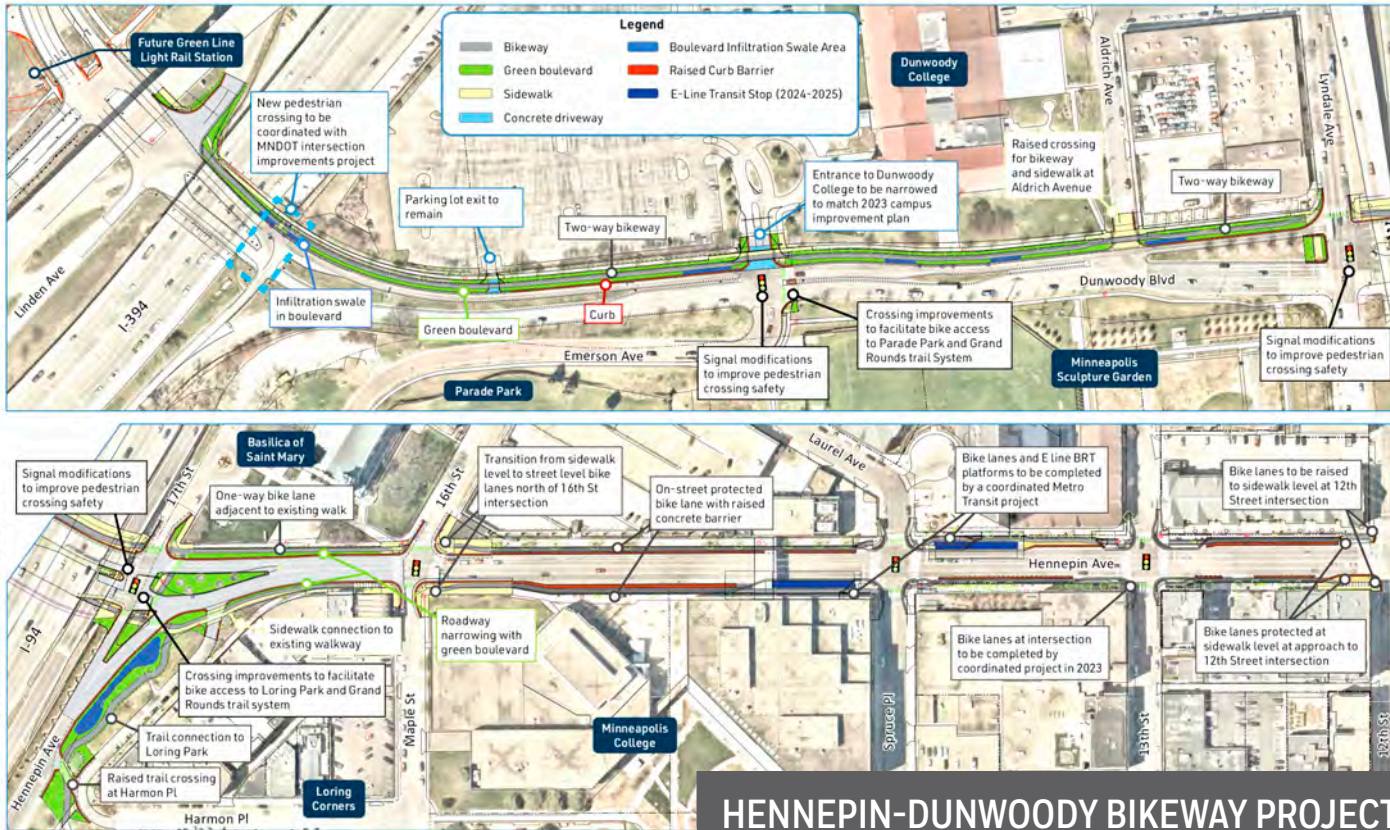 Legend
Bikeway
Green boulevard
Sidewalk
Concrete driveway
Boulevard Infiltration Swale Area
Raised Curb Barrier
E-Line Transit Stop (2024-2025)
Future Green Line
Light Rail Station
New pedestrian
crossing to be
coordinated with
MNDOT intersection
improvements project
Parking lot exit to
remain
Two-way bikeway
Entrance to Dunwoody
College to be narrowed
to match 2023 campus
improvement plan
Dunwoody
College
Raised crossing
for bikeway
and sidewalk at
Aldrich Avenue
Aldrich Ave
Two-way bikeway
Lyndale Ave
Linden Ave
I-394
Infiltration swale
in boulevard
Green boulevard
Curb
Emerson Ave
Parade Park
Signal modifications
to improve pedestrian
crossing safety
Crossing improvements
to facilitate bike access
to Parade Park and Grand
Rounds trail System
Dunwoody Blvd
Minneapolis
Sculpture Garden
Signal modifications
to improve pedestrian
crossing safety
Signal modifications
to improve pedestrian
crossing safety
17th St
Basilica of
Saint Mary
One-way bike lane
adjacent to existing walk
16th St
Transition from sidewalk
level to street level bike
lanes north of 16th St
intersection
On-street protected
bike lane with raised
concrete barrier
Laurel Ave
Bike lanes and E line BRT
platforms to be completed
by a coordinated Metro
Transit project
Bike lanes to be raised
to sidewalk level at 12th
Street intersection
Hennepin Ave
I-94
Sidewalk connection to
existing walkway
Roadway
narrowing with
green boulevard
Crossing improvements to facilitate
bike access to Loring Park and Grand
Rounds trail system
Trail connection to
Loring Park
Raised trail crossing
at Harmon Pl
Hennepin Ave
Harmon Pl
Loring
Corners
Maple St
Minneapolis
College
Spruce Pl
Bike lanes at intersection
to be completed by
coordinated project in 2023
13th St
Bike lanes protected at
sidewalk level at approach to
12th Street intersection
12th St
HENNEPIN-DUNWOODY BIKEWAY PROJECT